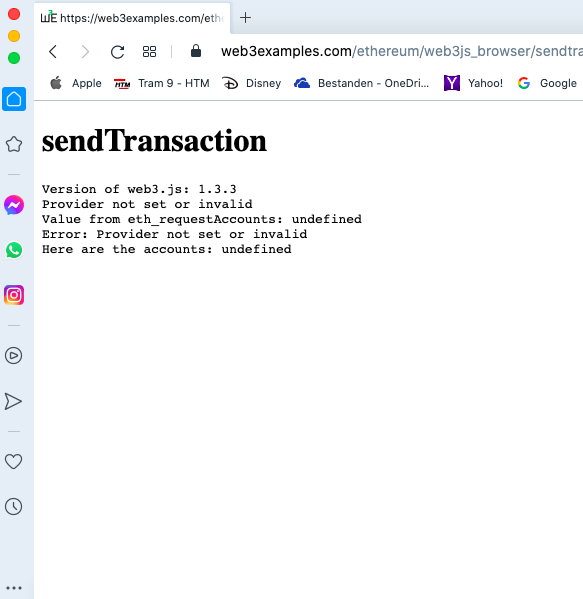 ШΞ https://web3examples.com/ethe
web3examples.com/ethereum/web3js_browser/sendtra
Apple Tram 9 - HTM Disney Bestanden - OneDri... Yahoo! Google
sendTransaction
Version of web3.js: 1.3.3
Provider not set or invalid
Value from eth_requestAccounts: undefined
Error: Provider not set or invalid
Here are the accounts: undefined